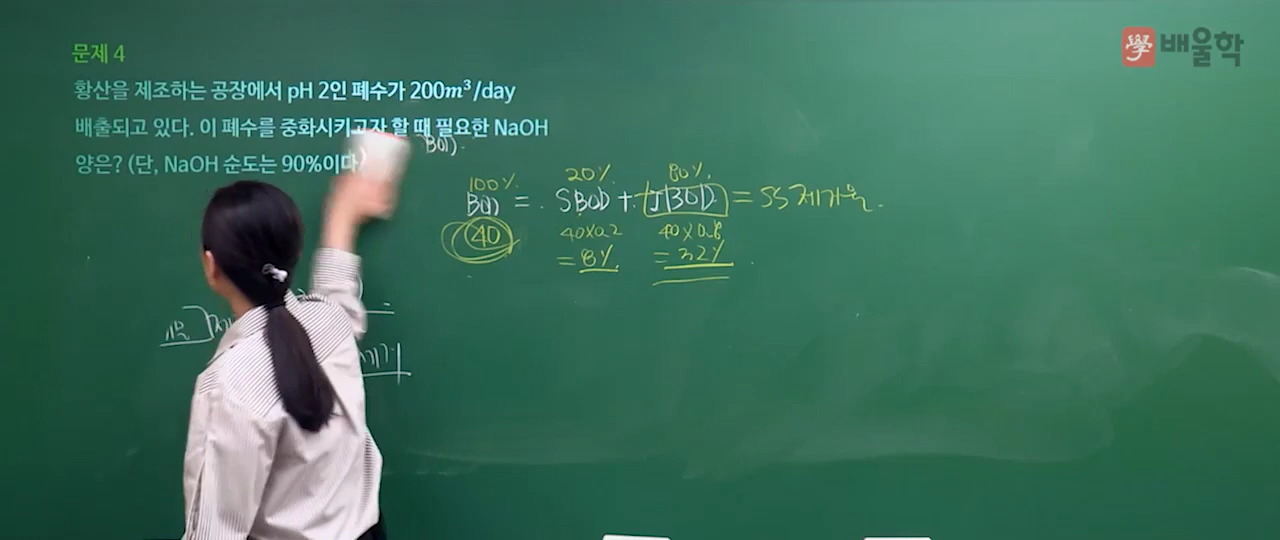 學 배울학
문제 4
황산을 제조하는 공장에서 pH 2인 폐수가 200m³/day
배출되고 있다. 이 폐수를 중화시키고자 할 때 필요한 NaOH
양은? (단, NaOH 순도는 90%이다)
BOD.
100% 20% 80%
BOD = SBOD + IBOD = SS 제거율.
40 40×0.2 40×0.8
= 8% = 32%